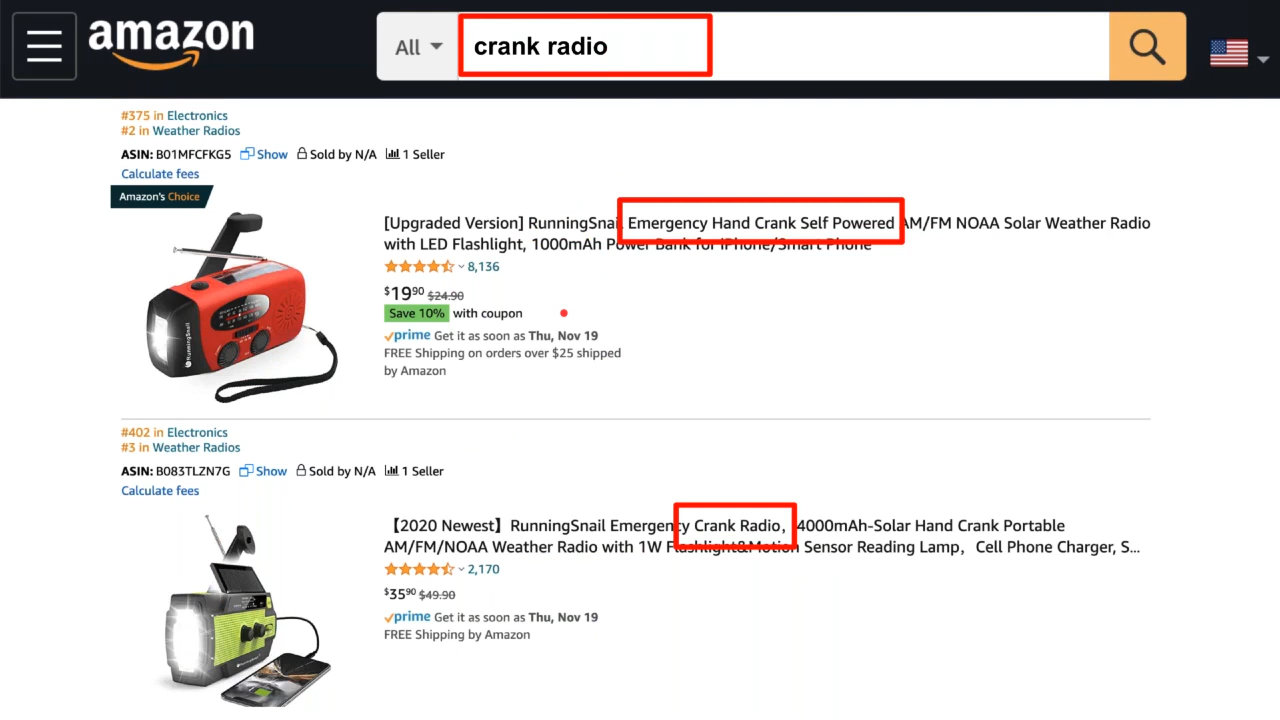 amazon
All
crank radio
#375 in Electronics
#2 in Weather Radios
ASIN: B01MFCFKG5 Show Sold by N/A 1 Seller
Calculate fees
Amazon's Choice
[Upgraded Version] RunningSnail Emergency Hand Crank Self Powered AM/FM NOAA Solar Weather Radio
with LED Flashlight, 1000mAh Power Bank for iPhone/Smart Phone
8,136
$19.90 $24.90
Save 10% with coupon
prime Get it as soon as Thu, Nov 19
FREE Shipping on orders over $25 shipped
by Amazon
RunningSnail
#402 in Electronics
#3 in Weather Radios
ASIN: B083TLZN7G Show Sold by N/A 1 Seller
Calculate fees
【2020 Newest】RunningSnail Emergency Crank Radio，4000mAh-Solar Hand Crank Portable
AM/FM/NOAA Weather Radio with 1W Flashlight&Motion Sensor Reading Lamp，Cell Phone Charger, S...
2,170
$35.90 $49.90
prime Get it as soon as Thu, Nov 19
FREE Shipping by Amazon